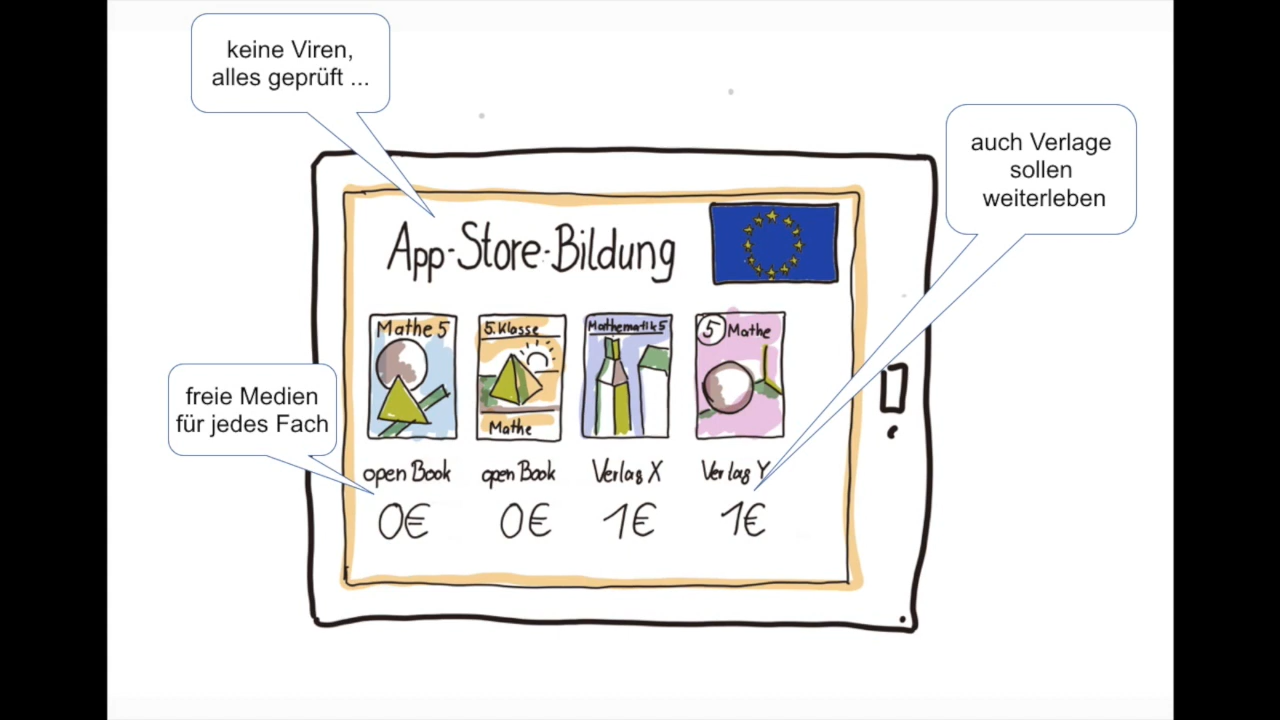 keine Viren,
alles geprüft ...
auch Verlage
sollen
weiterleben
App-Store-Bildung
Mathe 5
5. Klasse
Mathe
Mathematik 5
5 Mathe
freie Medien
für jedes Fach
open Book
open Book
Verlag X
Verlag Y
0€
0€
1€
1€